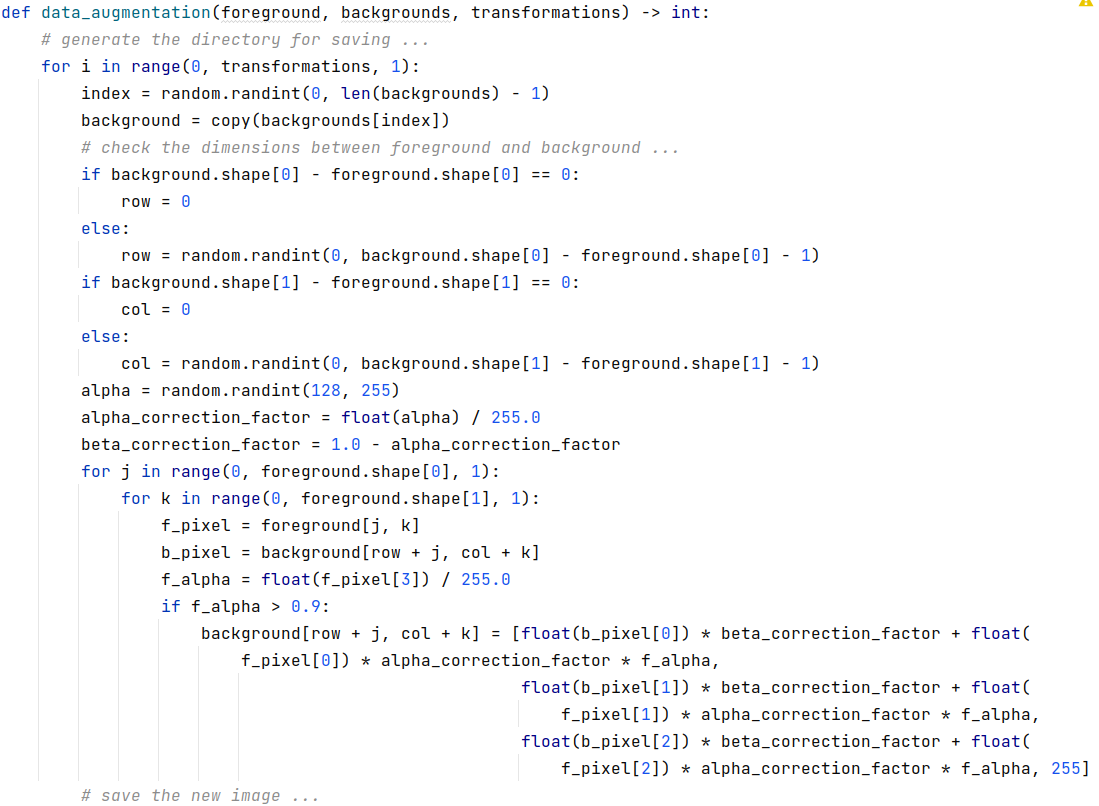 def data_augmentation(foreground, backgrounds, transformations) -> int:
    # generate the directory for saving ...
    for i in range(0, transformations, 1):
        index = random.randint(0, len(backgrounds) - 1)
        background = copy(backgrounds[index])
        # check the dimensions between foreground and background ...
        if background.shape[0] - foreground.shape[0] == 0:
            row = 0
        else:
            row = random.randint(0, background.shape[0] - foreground.shape[0] - 1)
        if background.shape[1] - foreground.shape[1] == 0:
            col = 0
        else:
            col = random.randint(0, background.shape[1] - foreground.shape[1] - 1)
        alpha = random.randint(128, 255)
        alpha_correction_factor = float(alpha) / 255.0
        beta_correction_factor = 1.0 - alpha_correction_factor
        for j in range(0, foreground.shape[0], 1):
            for k in range(0, foreground.shape[1], 1):
                f_pixel = foreground[j, k]
                b_pixel = background[row + j, col + k]
                f_alpha = float(f_pixel[3]) / 255.0
                if f_alpha > 0.9:
                    background[row + j, col + k] = [float(b_pixel[0]) * beta_correction_factor + float(
                        f_pixel[0]) * alpha_correction_factor * f_alpha,
                                                    float(b_pixel[1]) * beta_correction_factor + float(
                                                        f_pixel[1]) * alpha_correction_factor * f_alpha,
                                                    float(b_pixel[2]) * beta_correction_factor + float(
                                                        f_pixel[2]) * alpha_correction_factor * f_alpha, 255]
        # save the new image ...